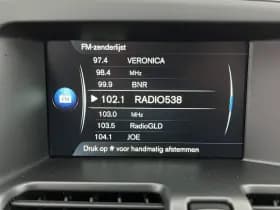 FM-zenderlijst
97.4 VERONICA
98.4 MHz
99.9 BNR
FM
102.1 RADIO538
103.0 MHz
103.5 RadioGLD
104.1 JOE
Druk op # voor handmatig afstemmen